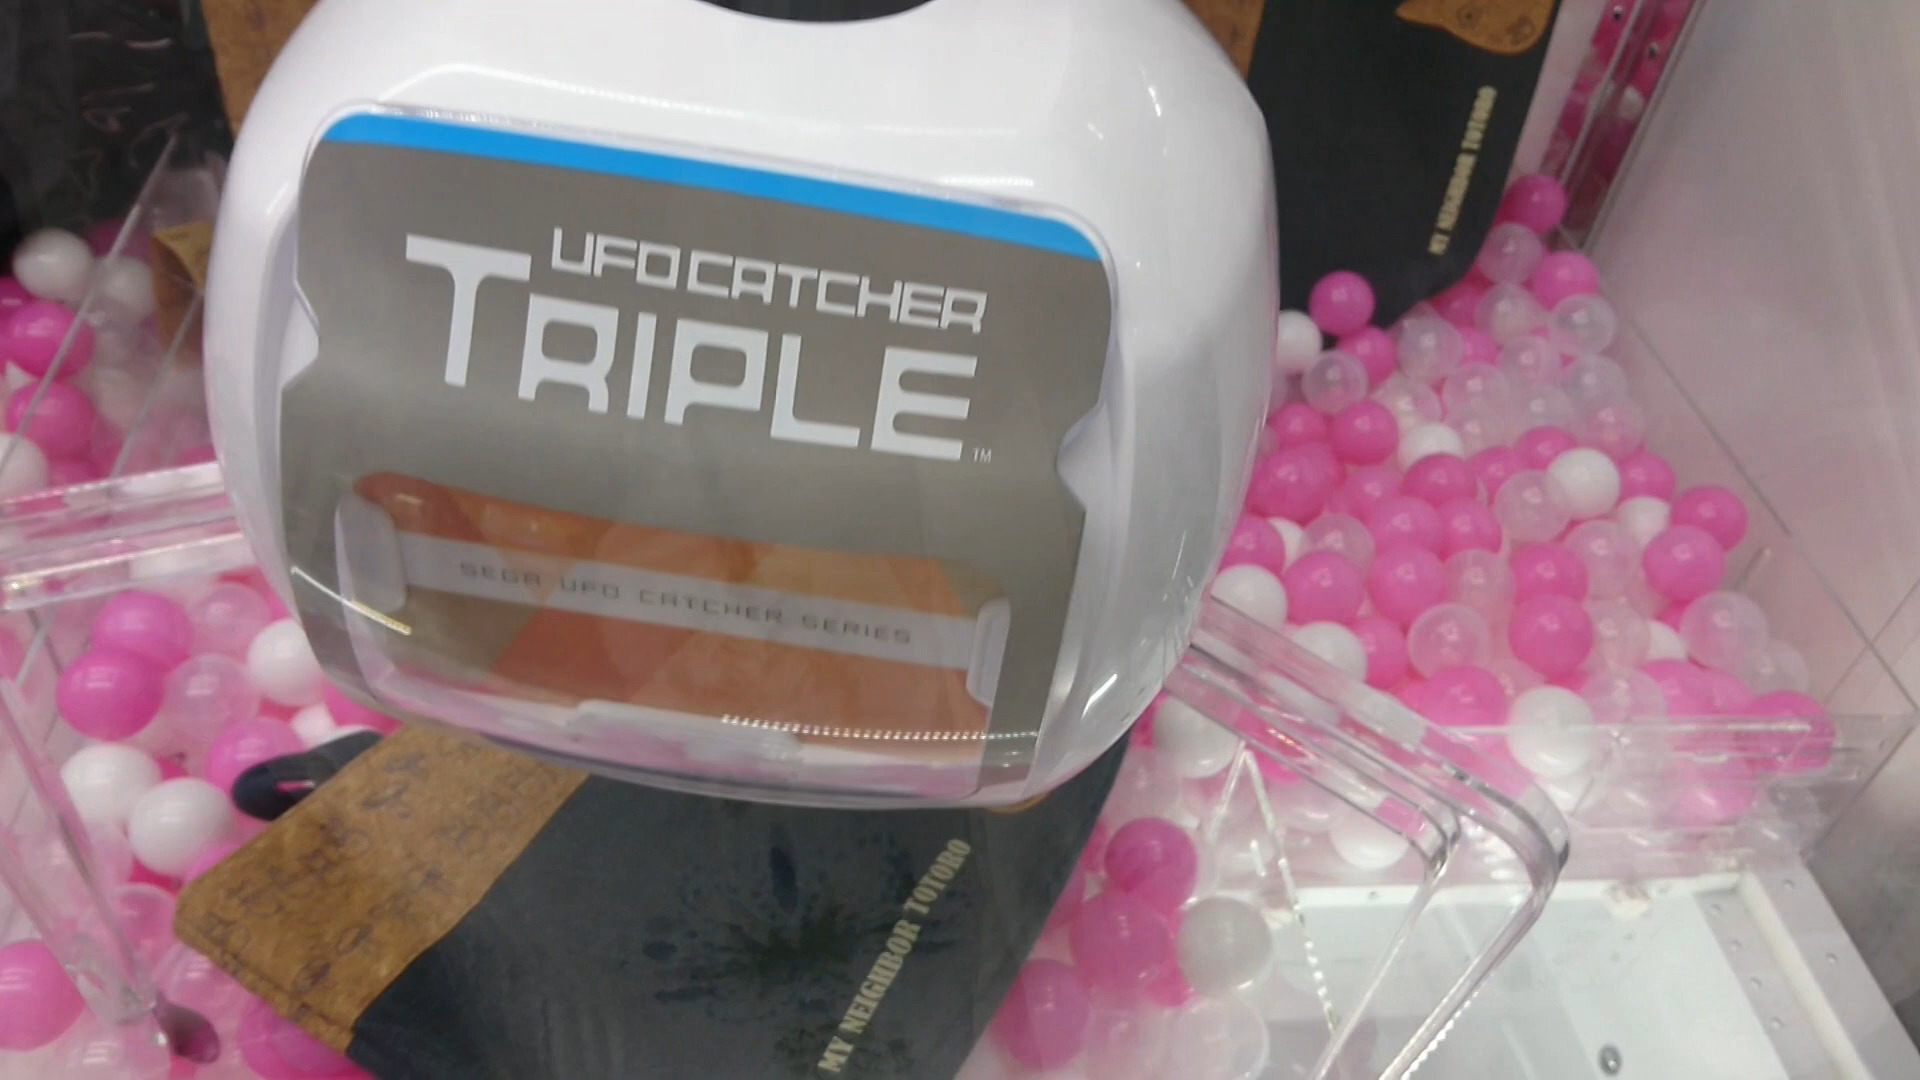 UFO CATCHER
TRIPLE
TM
SEGA UFO CATCHER SERIES
MY NEIGHBOR TOTORO
MY NEIGHBOR TOTORO